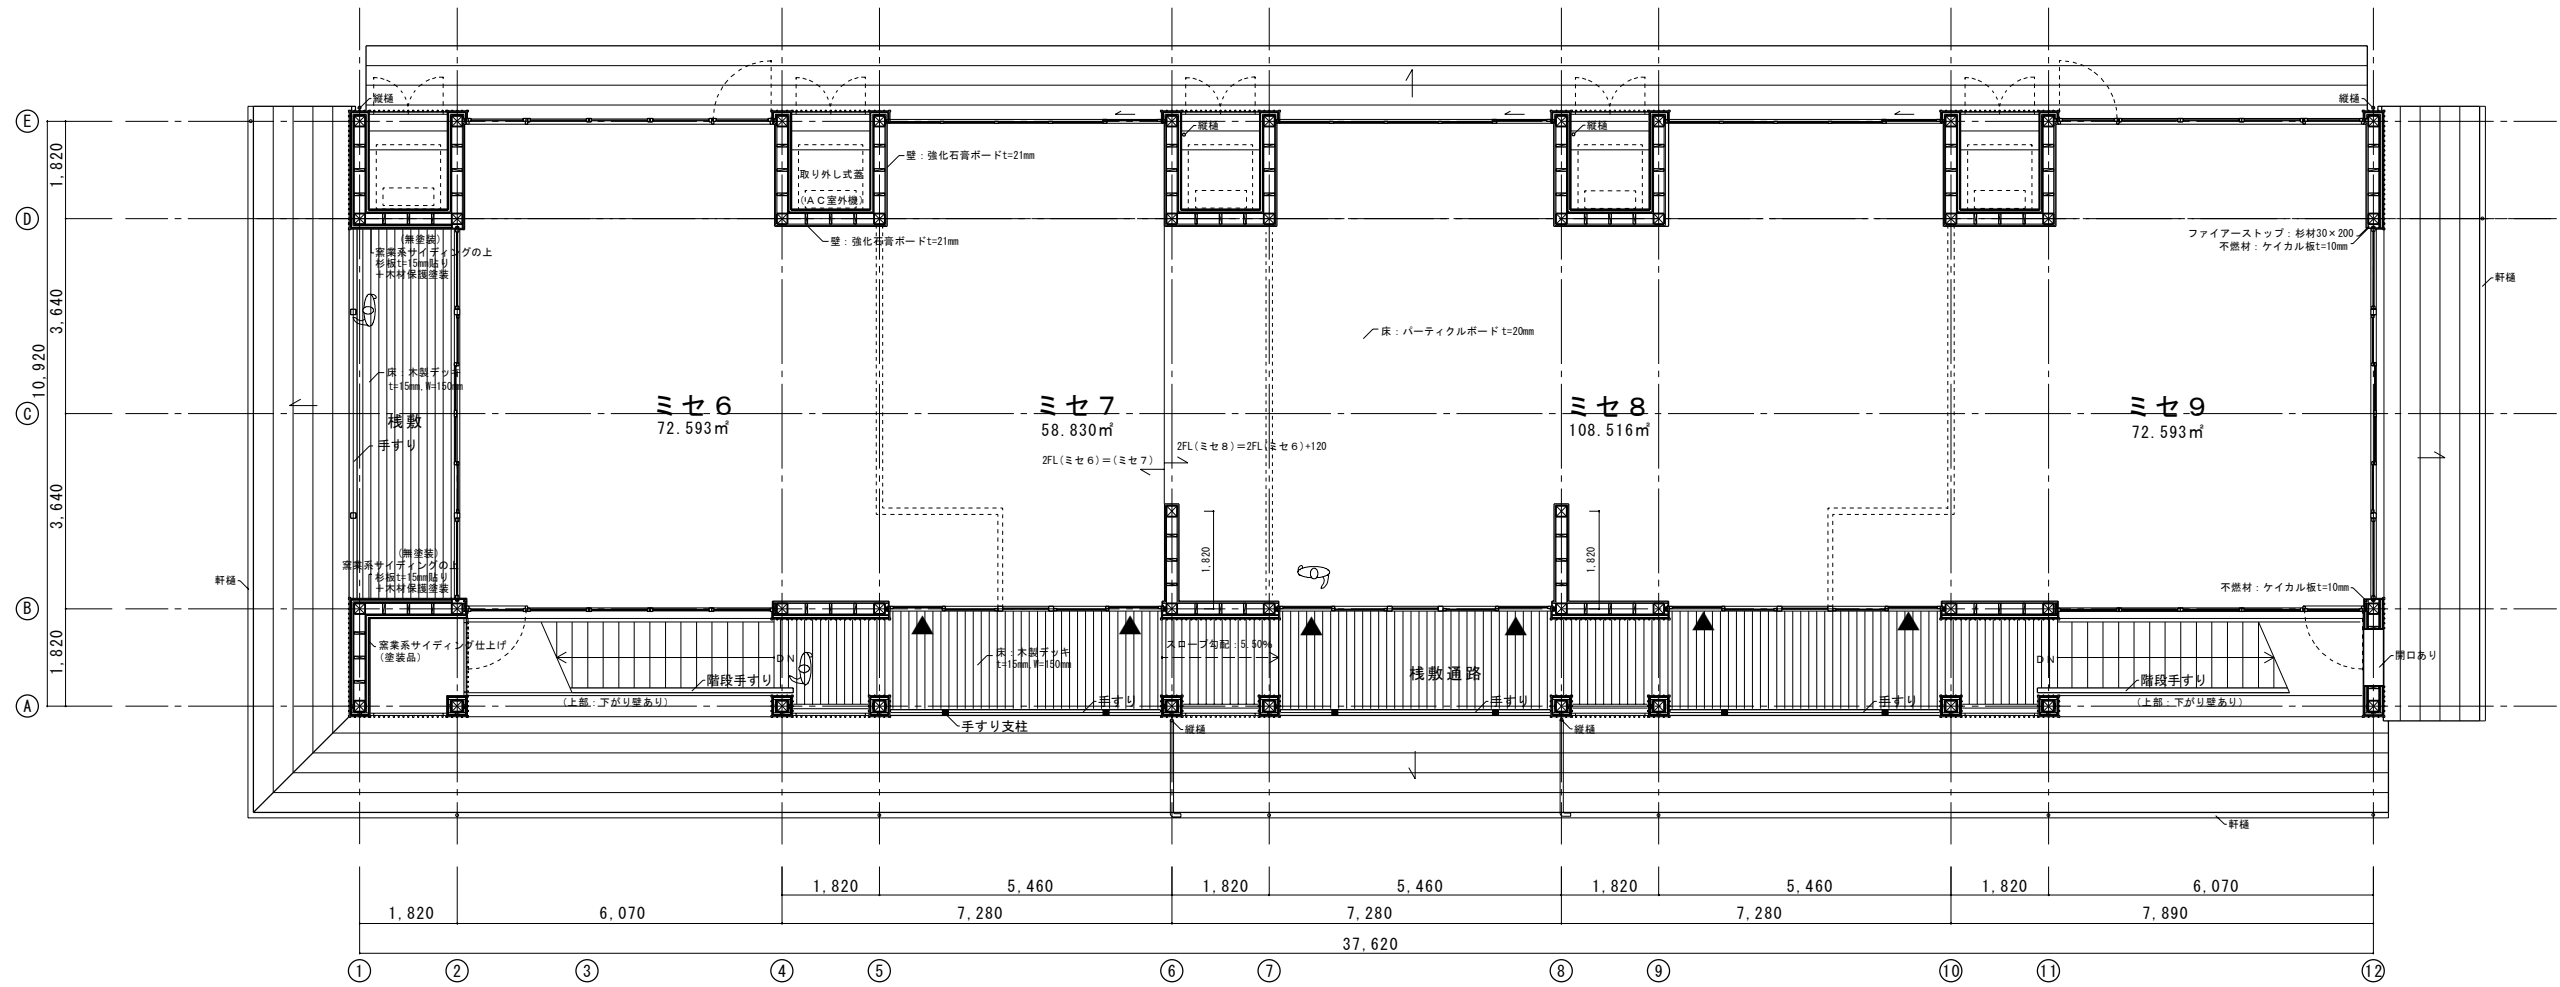 縦樋
縦樋
E
縦樋
縦樋
1,820
壁：強化石膏ボードt=21mm
取り外し式蓋
(AC室外機)
D
(無塗装)
窯業系サイディングの上
杉板t=15mm貼り
＋木材保護塗装
壁：強化石膏ボードt=21mm
ファイアーストップ：杉材30×200
不燃材：ケイカル板t=10mm
軒樋
3,640
床：パーティクルボード t=20mm
10,920
床：木製デッキ
t=15mm,W=150mm
C
桟敷
手すり
ミセ６
72.593㎡
ミセ７
58.830㎡
ミセ８
108.516㎡
ミセ９
72.593㎡
2FL(ミセ８)＝2FL(ミセ６)+120
2FL(ミセ６)＝(ミセ７)
3,640
1,820
1,820
(無塗装)
窯業系サイディングの上
杉板t=15mm貼り
＋木材保護塗装
軒樋
不燃材：ケイカル板t=10mm
B
1,820
窯業系サイディング仕上げ
(塗装品)
DN
床：木製デッキ
t=15mm,W=150mm
スロープ勾配：5.50%
桟敷通路
DN
開口あり
階段手すり
階段手すり
(上部：下がり壁あり)
手すり
手すり
手すり
(上部：下がり壁あり)
A
手すり支柱
縦樋
縦樋
軒樋
1,820
5,460
1,820
5,460
1,820
5,460
1,820
6,070
1,820
6,070
7,280
7,280
7,280
7,890
37,620
1
2
3
4
5
6
7
8
9
10
11
12